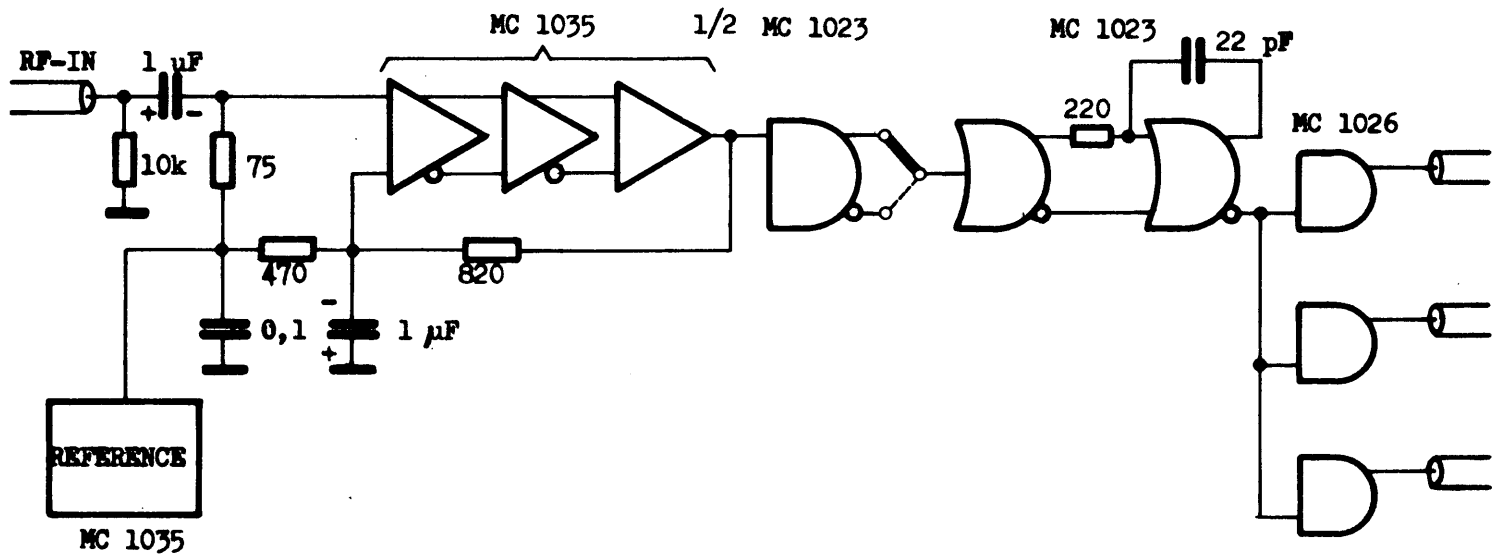 MC 1035
1/2 MC 1023
MC 1023
22 pF
RF-IN
1 µF
+ -
220
MC 1026
10k
75
470
820
-
0,1
1 µF
+
REFERENCE
MC 1035